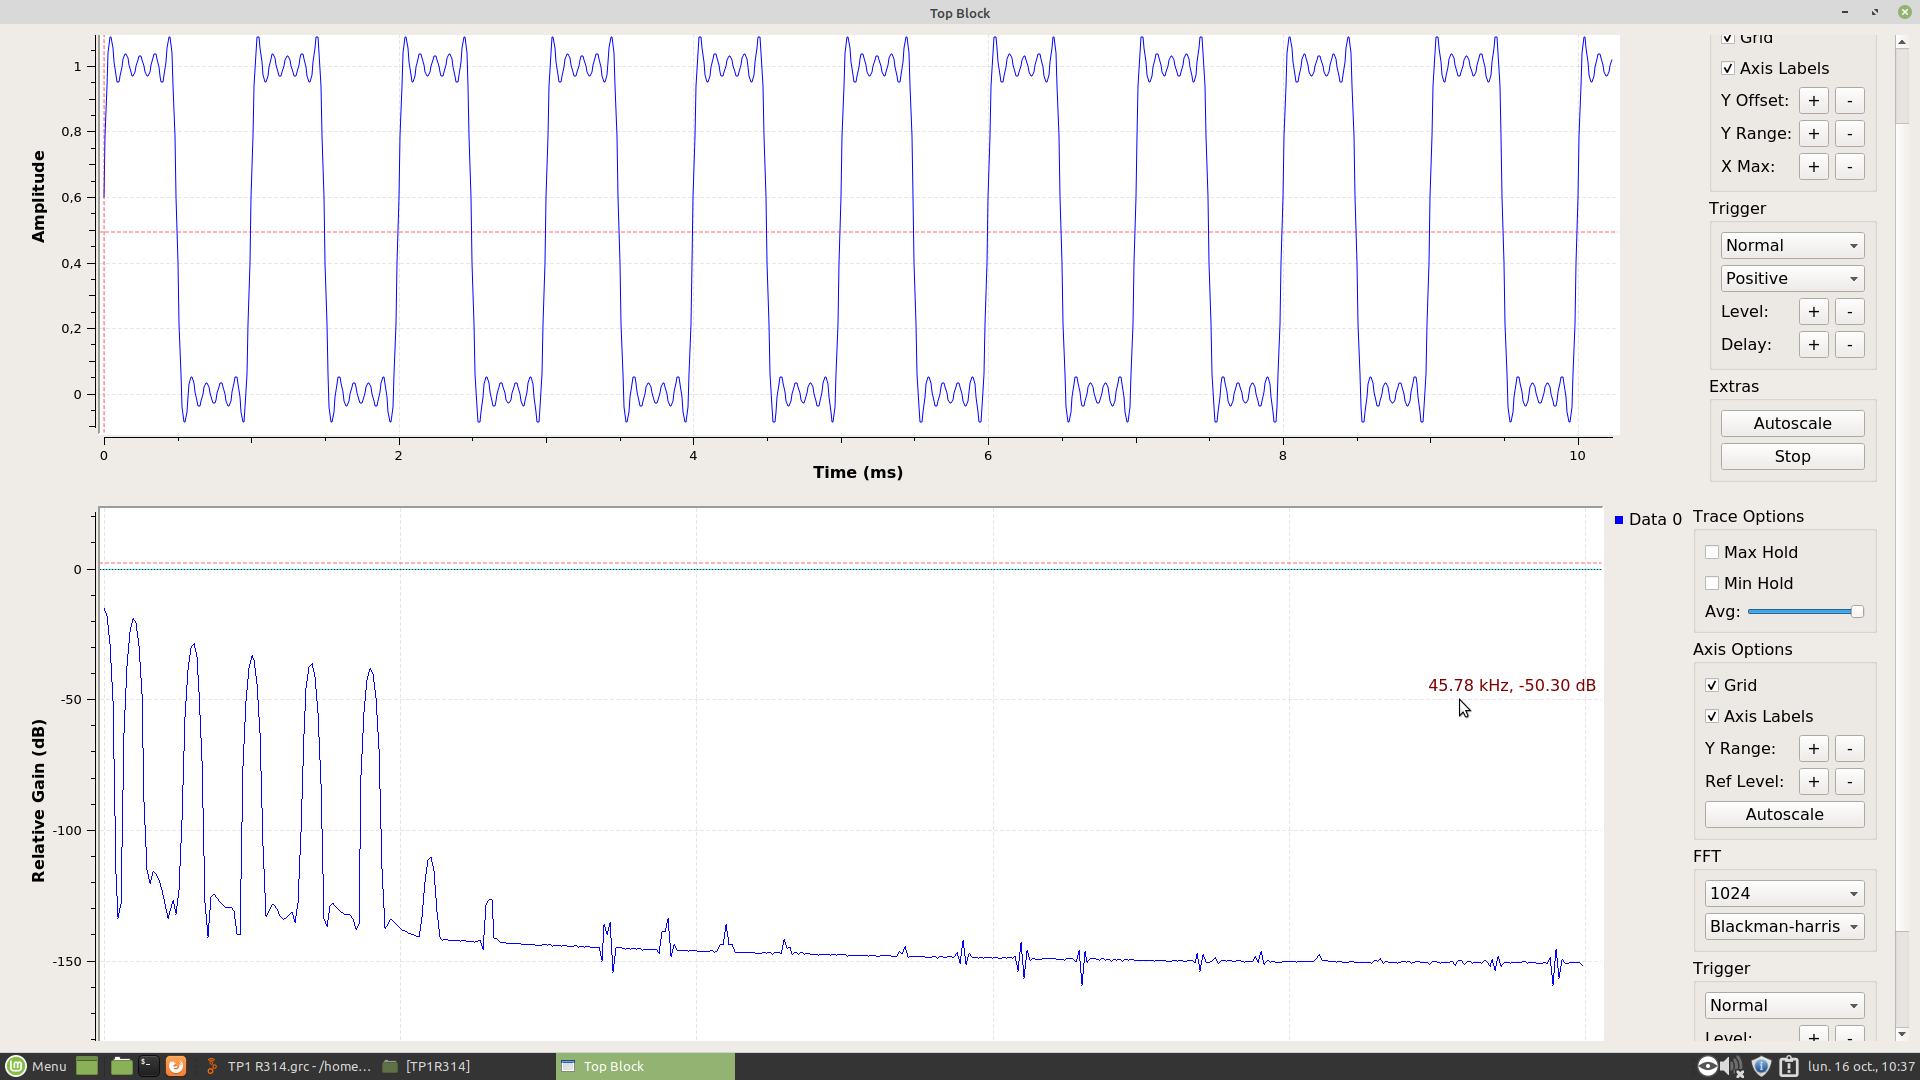 Top Block
Grid
1
Axis Labels
Y Offset: + -
0,8
Y Range: + -
X Max: + -
0,6
Amplitude
Trigger
Normal
0,4
Positive
Level: + -
0,2
Delay: + -
Extras
0
Autoscale
0 2 4 6 8 10
Stop
Time (ms)
Data 0
Trace Options
Max Hold
0
Min Hold
Avg:
Axis Options
45.78 kHz, -50.30 dB
Grid
-50
Axis Labels
Y Range: + -
Ref Level: + -
Relative Gain (dB)
Autoscale
-100
FFT
1024
Blackman-harris
-150
Trigger
Normal
Level: + -
Menu
TP1 R314.grc - /home...
[TP1R314]
Top Block
lun. 16 oct., 10:37